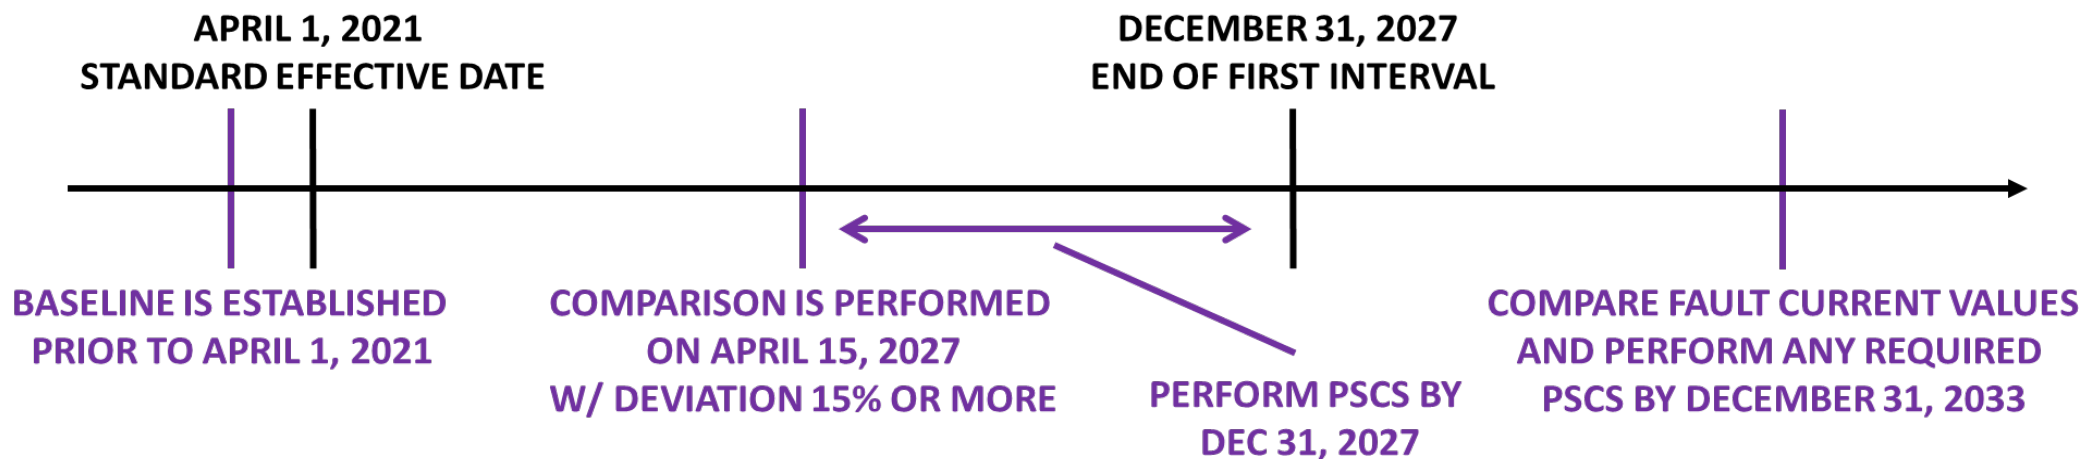 APRIL 1, 2021
STANDARD EFFECTIVE DATE
DECEMBER 31, 2027
END OF FIRST INTERVAL
BASELINE IS ESTABLISHED
PRIOR TO APRIL 1, 2021
COMPARISON IS PERFORMED
ON APRIL 15, 2027
W/ DEVIATION 15% OR MORE
PERFORM PSCS BY
DEC 31, 2027
COMPARE FAULT CURRENT VALUES
AND PERFORM ANY REQUIRED
PSCS BY DECEMBER 31, 2033